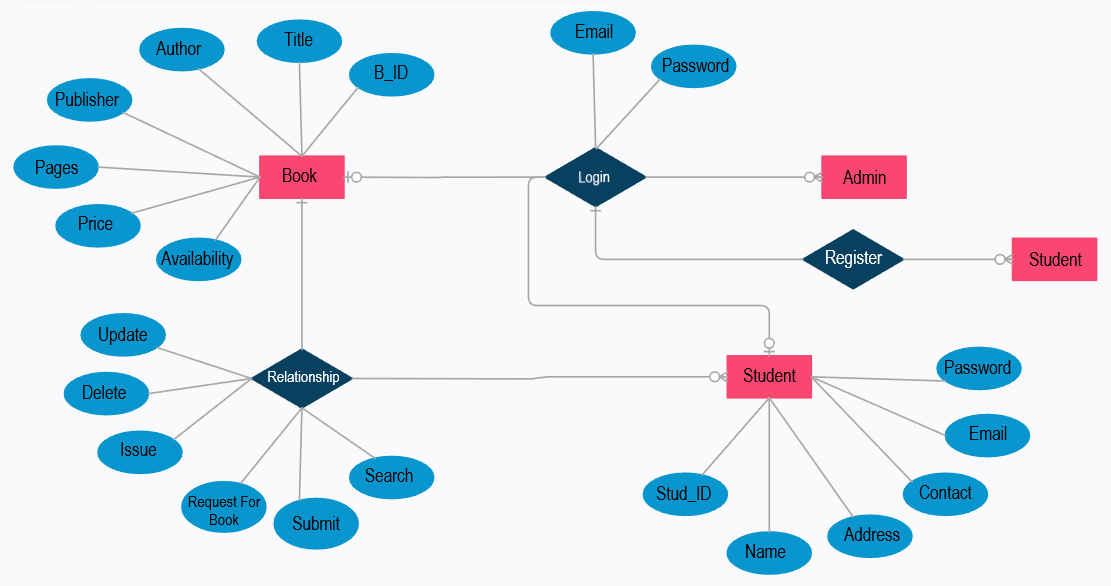 Email
Title
Author
Password
B_ID
Publisher
Pages
Book
Login
Admin
Price
Availability
Register
Student
Update
Relationship
Student
Password
Delete
Issue
Email
Search
Stud_ID
Contact
Request For
Book
Submit
Address
Name